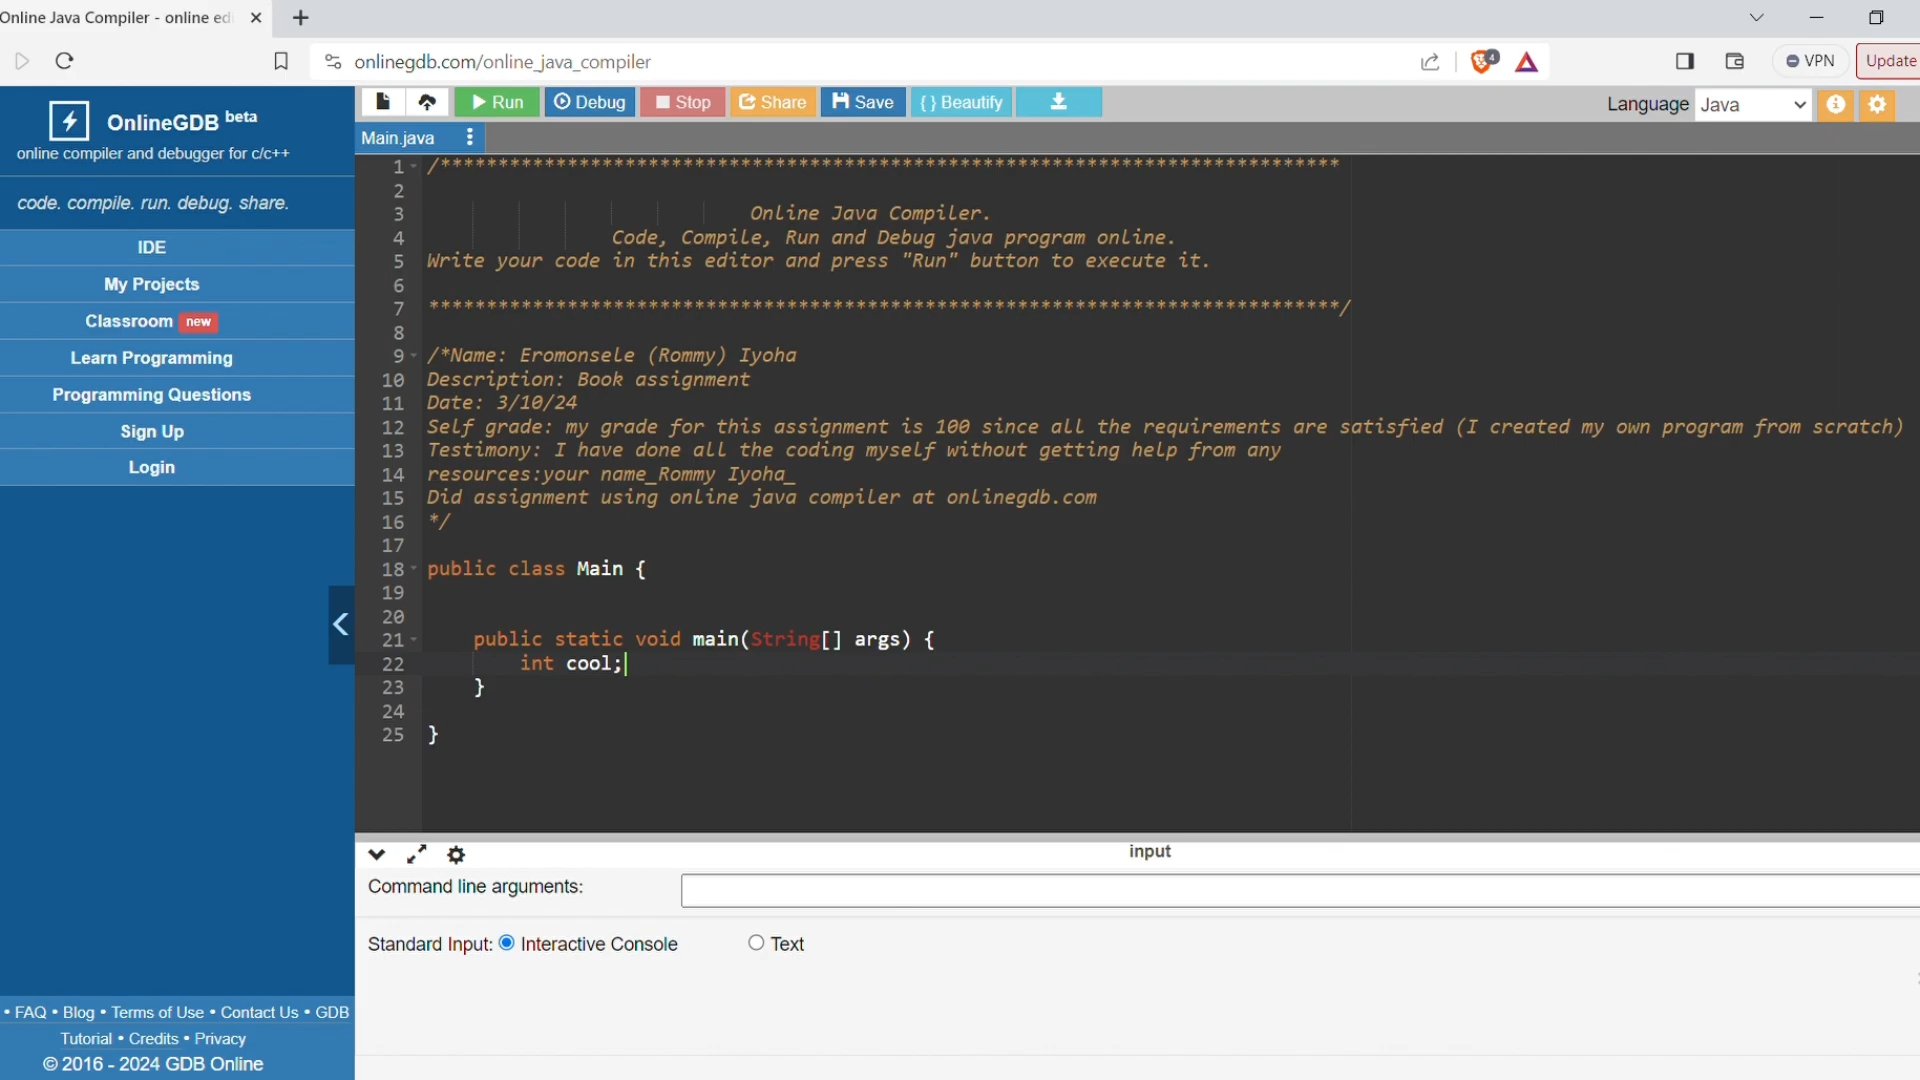 Online Java Compiler - online edi
onlinegdb.com/online_java_compiler
4
VPN
Update
OnlineGDB beta
online compiler and debugger for c/c++
code. compile. run. debug. share.
IDE
My Projects
Classroom new
Learn Programming
Programming Questions
Sign Up
Login
• FAQ • Blog • Terms of Use • Contact Us • GDB
Tutorial • Credits • Privacy
© 2016 - 2024 GDB Online
Run Debug Stop Share Save { } Beautify
Language Java
Main.java
1 /******************************************************************************
2
3 Online Java Compiler.
4 Code, Compile, Run and Debug java program online.
5 Write your code in this editor and press "Run" button to execute it.
6
7 *******************************************************************************/
8
9 /*Name: Eromonsele (Rommy) Iyoha
10 Description: Book assignment
11 Date: 3/10/24
12 Self grade: my grade for this assignment is 100 since all the requirements are satisfied (I created my own program from scratch)
13 Testimony: I have done all the coding myself without getting help from any
14 resources:your name_Rommy Iyoha_
15 Did assignment using online java compiler at onlinegdb.com
16 */
17
18 public class Main {
19
20
21 public static void main(String[] args) {
22 int cool;
23 }
24
25 }
input
Command line arguments:
Standard Input: Interactive Console Text